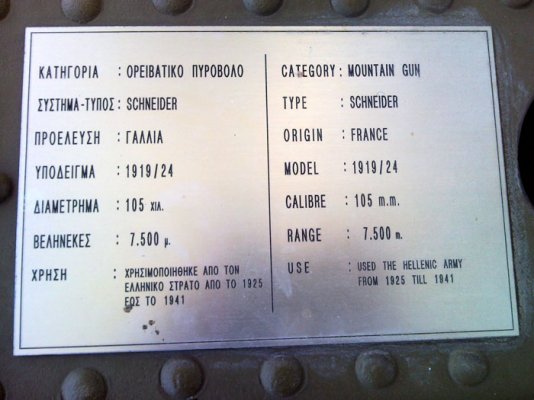 ΚΑΤΗΓΟΡΙΑ : ΟΡΕΙΒΑΤΙΚΟ ΠΥΡΟΒΟΛΟ
ΣΥΣΤΗΜΑ-ΤΥΠΟΣ : SCHNEIDER
ΠΡΟΕΛΕΥΣΗ : ΓΑΛΛΙΑ
ΥΠΟΔΕΙΓΜΑ : 1919/24
ΔΙΑΜΕΤΡΗΜΑ : 105 ΧΙΛ.
ΒΕΛΗΝΕΚΕΣ : 7.500 μ.
ΧΡΗΣΗ : ΧΡΗΣΙΜΟΠΟΙΗΘΗΚΕ ΑΠΟ ΤΟΝ
ΕΛΛΗΝΙΚΟ ΣΤΡΑΤΟ ΑΠΟ ΤΟ 1925
ΕΩΣ ΤΟ 1941
CATEGORY : MOUNTAIN GUN
TYPE : SCHNEIDER
ORIGIN : FRANCE
MODEL : 1919/24
CALIBRE : 105 m.m.
RANGE : 7.500 m.
USE : USED THE HELLENIC ARMY
FROM 1925 TILL 1941